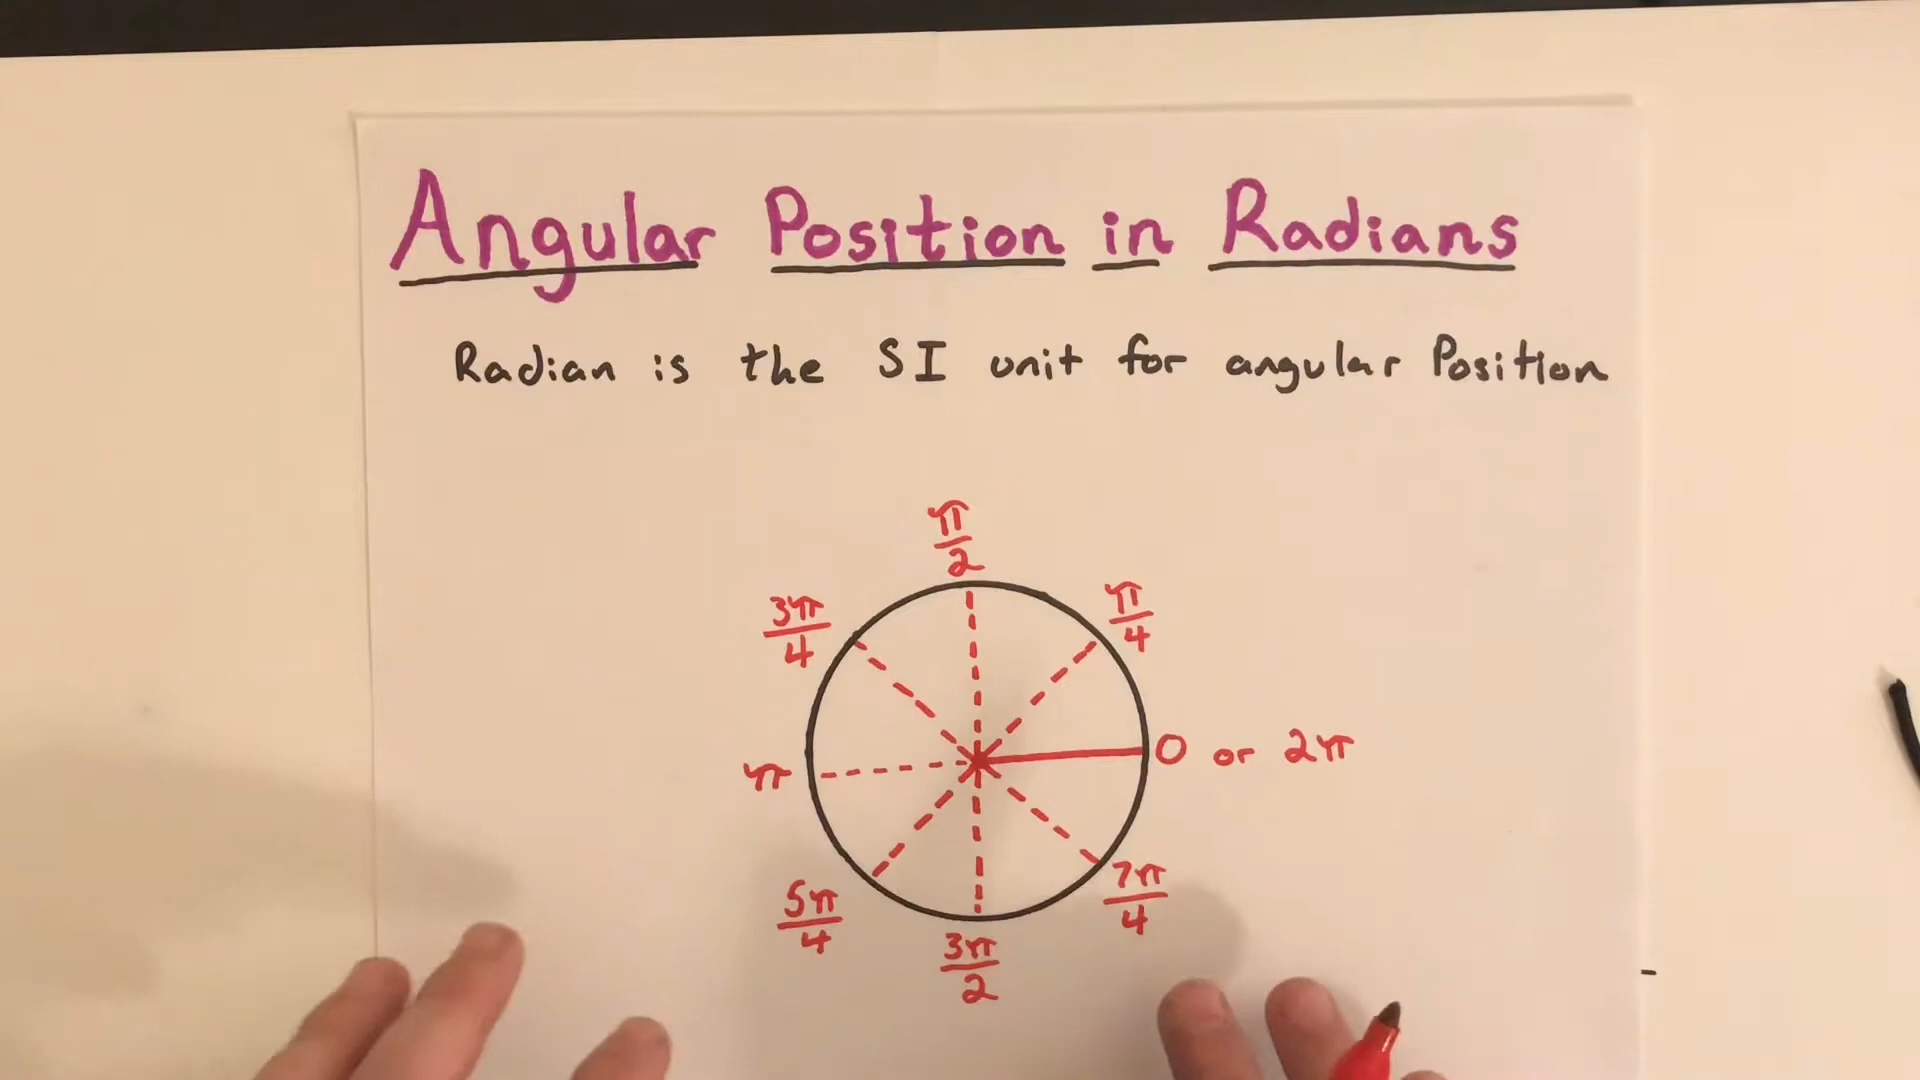 Angular Position in Radians
Radian is the SI unit for angular Position
π/2
3π/4
π/4
π
0 or 2π
5π/4
7π/4
3π/2